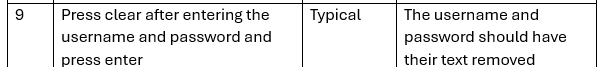 9 Press clear after entering the Typical The username and
username and password and password should have
press enter their text removed